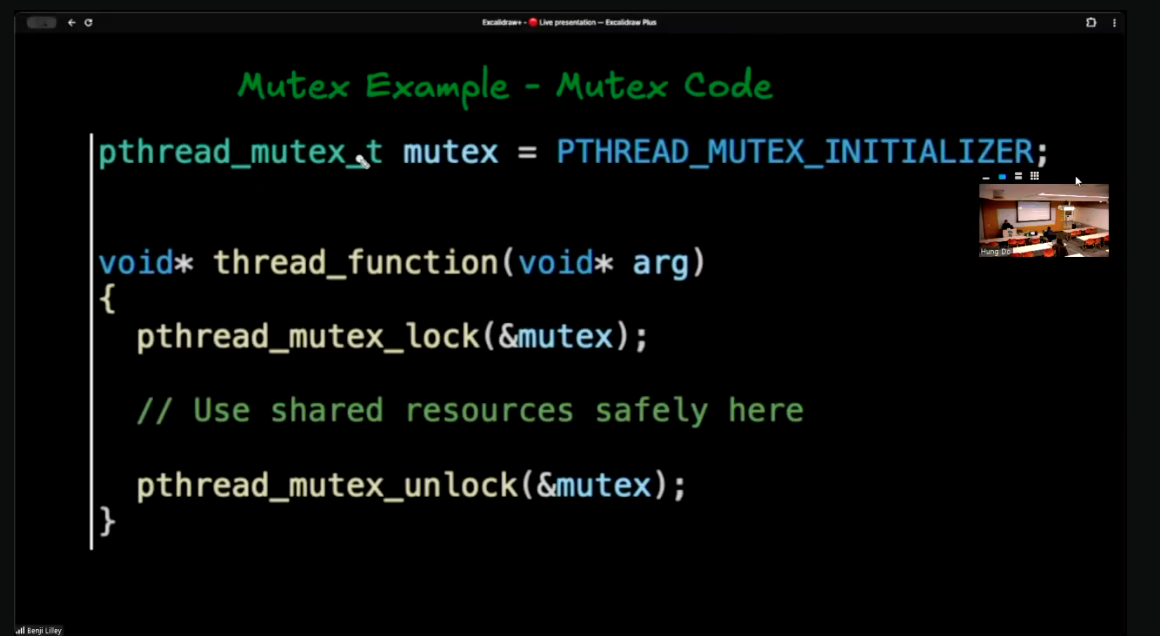 Excalidraw+ - 🔴 Live presentation — Excalidraw Plus
Mutex Example - Mutex Code
pthread_mutex_t mutex = PTHREAD_MUTEX_INITIALIZER;
void* thread_function(void* arg)
{
pthread_mutex_lock(&mutex);
// Use shared resources safely here
pthread_mutex_unlock(&mutex);
}
Hung Do
Benji Lilley